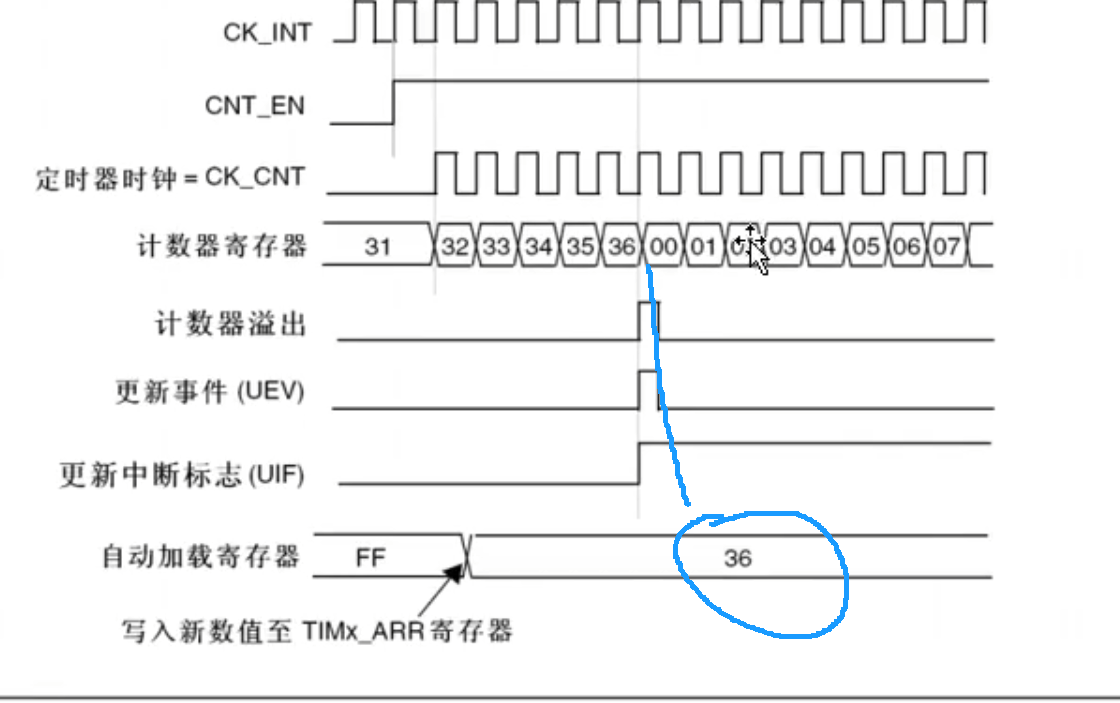 CK_INT
CNT_EN
定时器时钟 = CK_CNT
计数器寄存器 31 32 33 34 35 36 00 01 03 04 05 06 07
计数器溢出
更新事件 (UEV)
更新中断标志 (UIF)
自动加载寄存器 FF 36
写入新数值至 TIMx_ARR 寄存器